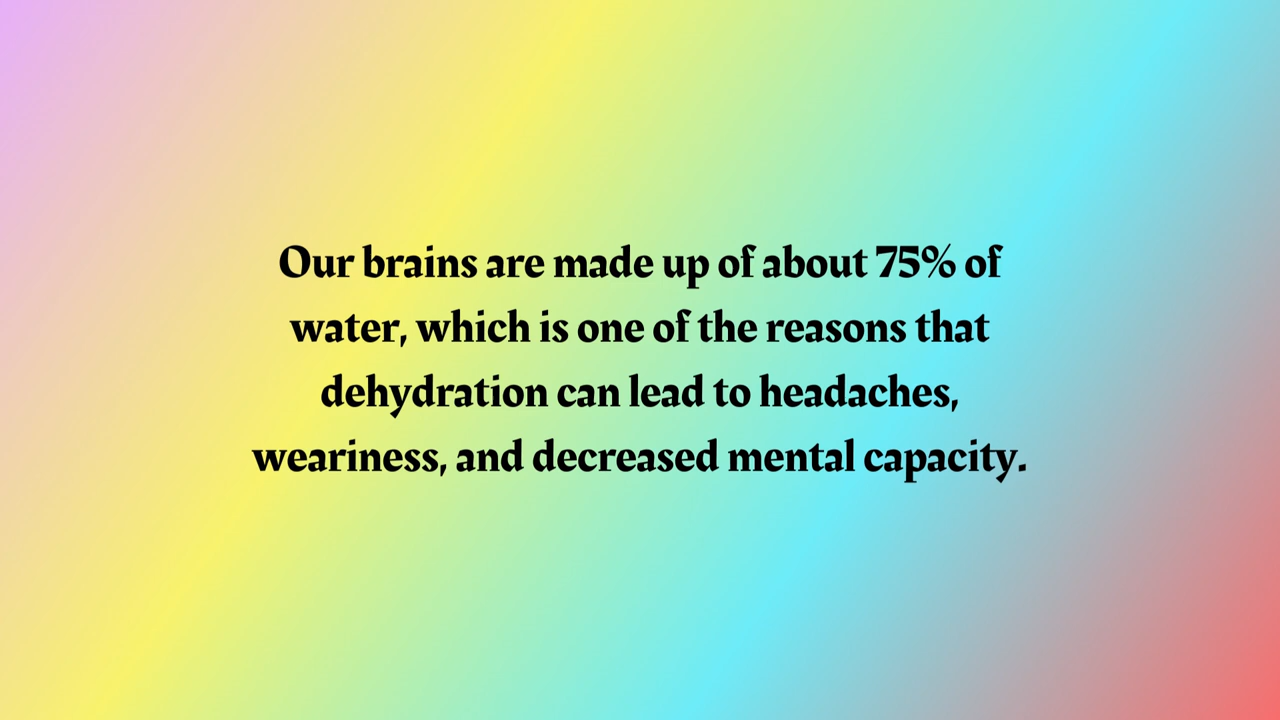 Our brains are made up of about 75% of
water, which is one of the reasons that
dehydration can lead to headaches,
weariness, and decreased mental capacity.